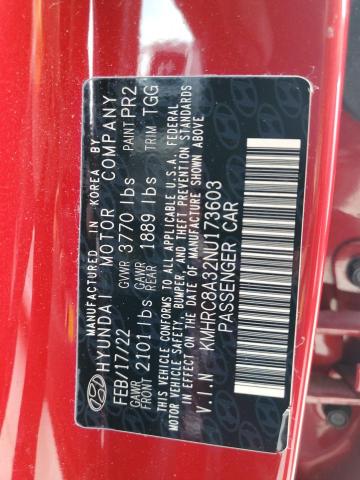 MANUFACTURED IN KOREA BY
HYUNDAI MOTOR COMPANY
FEB/17/22 GVWR 3770 lbs PAINT PR2
GAWR FRONT 2101 lbs GAWR REAR 1889 lbs TRIM TGG
THIS VEHICLE CONFORMS TO ALL APPLICABLE U.S.A. FEDERAL
MOTOR VEHICLE SAFETY, BUMPER, AND THEFT PREVENTION
STANDARDS IN EFFECT ON THE DATE OF MANUFACTURE SHOWN ABOVE
V.I.N KMHRC8A32NU173603
PASSENGER CAR